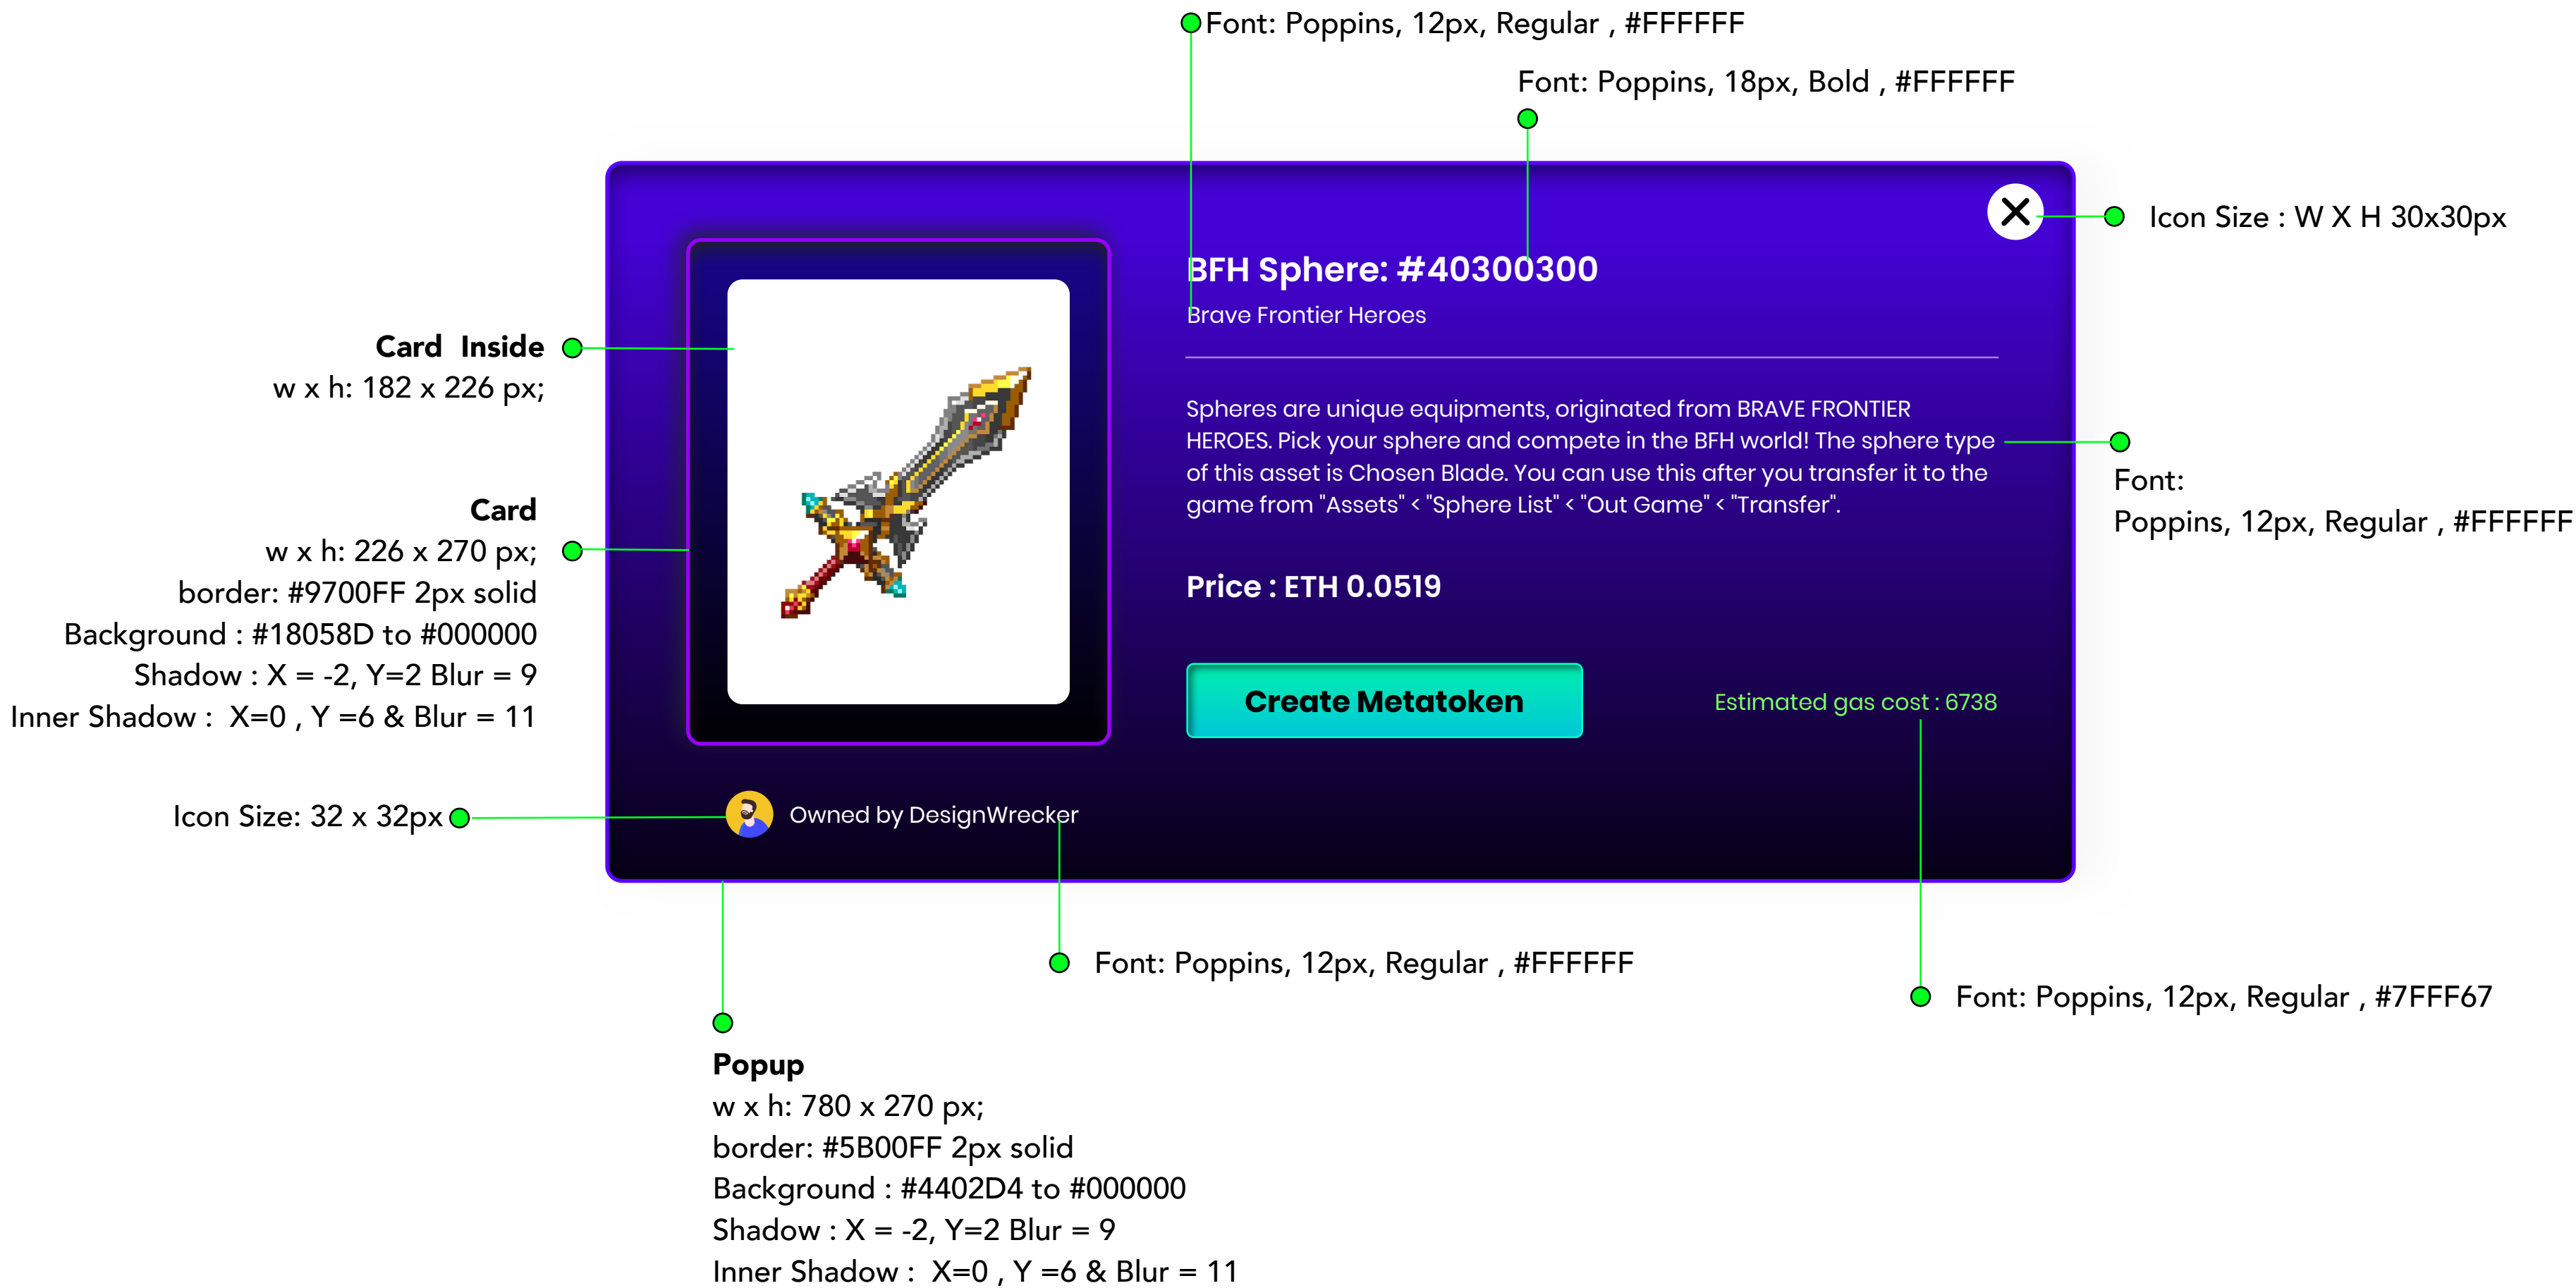 Font: Poppins, 12px, Regular , #FFFFFF
Font: Poppins, 18px, Bold , #FFFFFF
Icon Size : W X H 30x30px
BFH Sphere: #40300300
Brave Frontier Heroes
Card Inside
w x h: 182 x 226 px;
Spheres are unique equipments, originated from BRAVE FRONTIER
HEROES. Pick your sphere and compete in the BFH world! The sphere type
of this asset is Chosen Blade. You can use this after you transfer it to the
game from "Assets" < "Sphere List" < "Out Game" < "Transfer".
Font:
Poppins, 12px, Regular , #FFFFFF
Card
w x h: 226 x 270 px;
border: #9700FF 2px solid
Background : #18058D to #000000
Shadow : X = -2, Y=2 Blur = 9
Inner Shadow : X=0 , Y =6 & Blur = 11
Price : ETH 0.0519
Create Metatoken
Estimated gas cost : 6738
Icon Size: 32 x 32px
Owned by DesignWrecker
Font: Poppins, 12px, Regular , #FFFFFF
Font: Poppins, 12px, Regular , #7FFF67
Popup
w x h: 780 x 270 px;
border: #5B00FF 2px solid
Background : #4402D4 to #000000
Shadow : X = -2, Y=2 Blur = 9
Inner Shadow : X=0 , Y =6 & Blur = 11